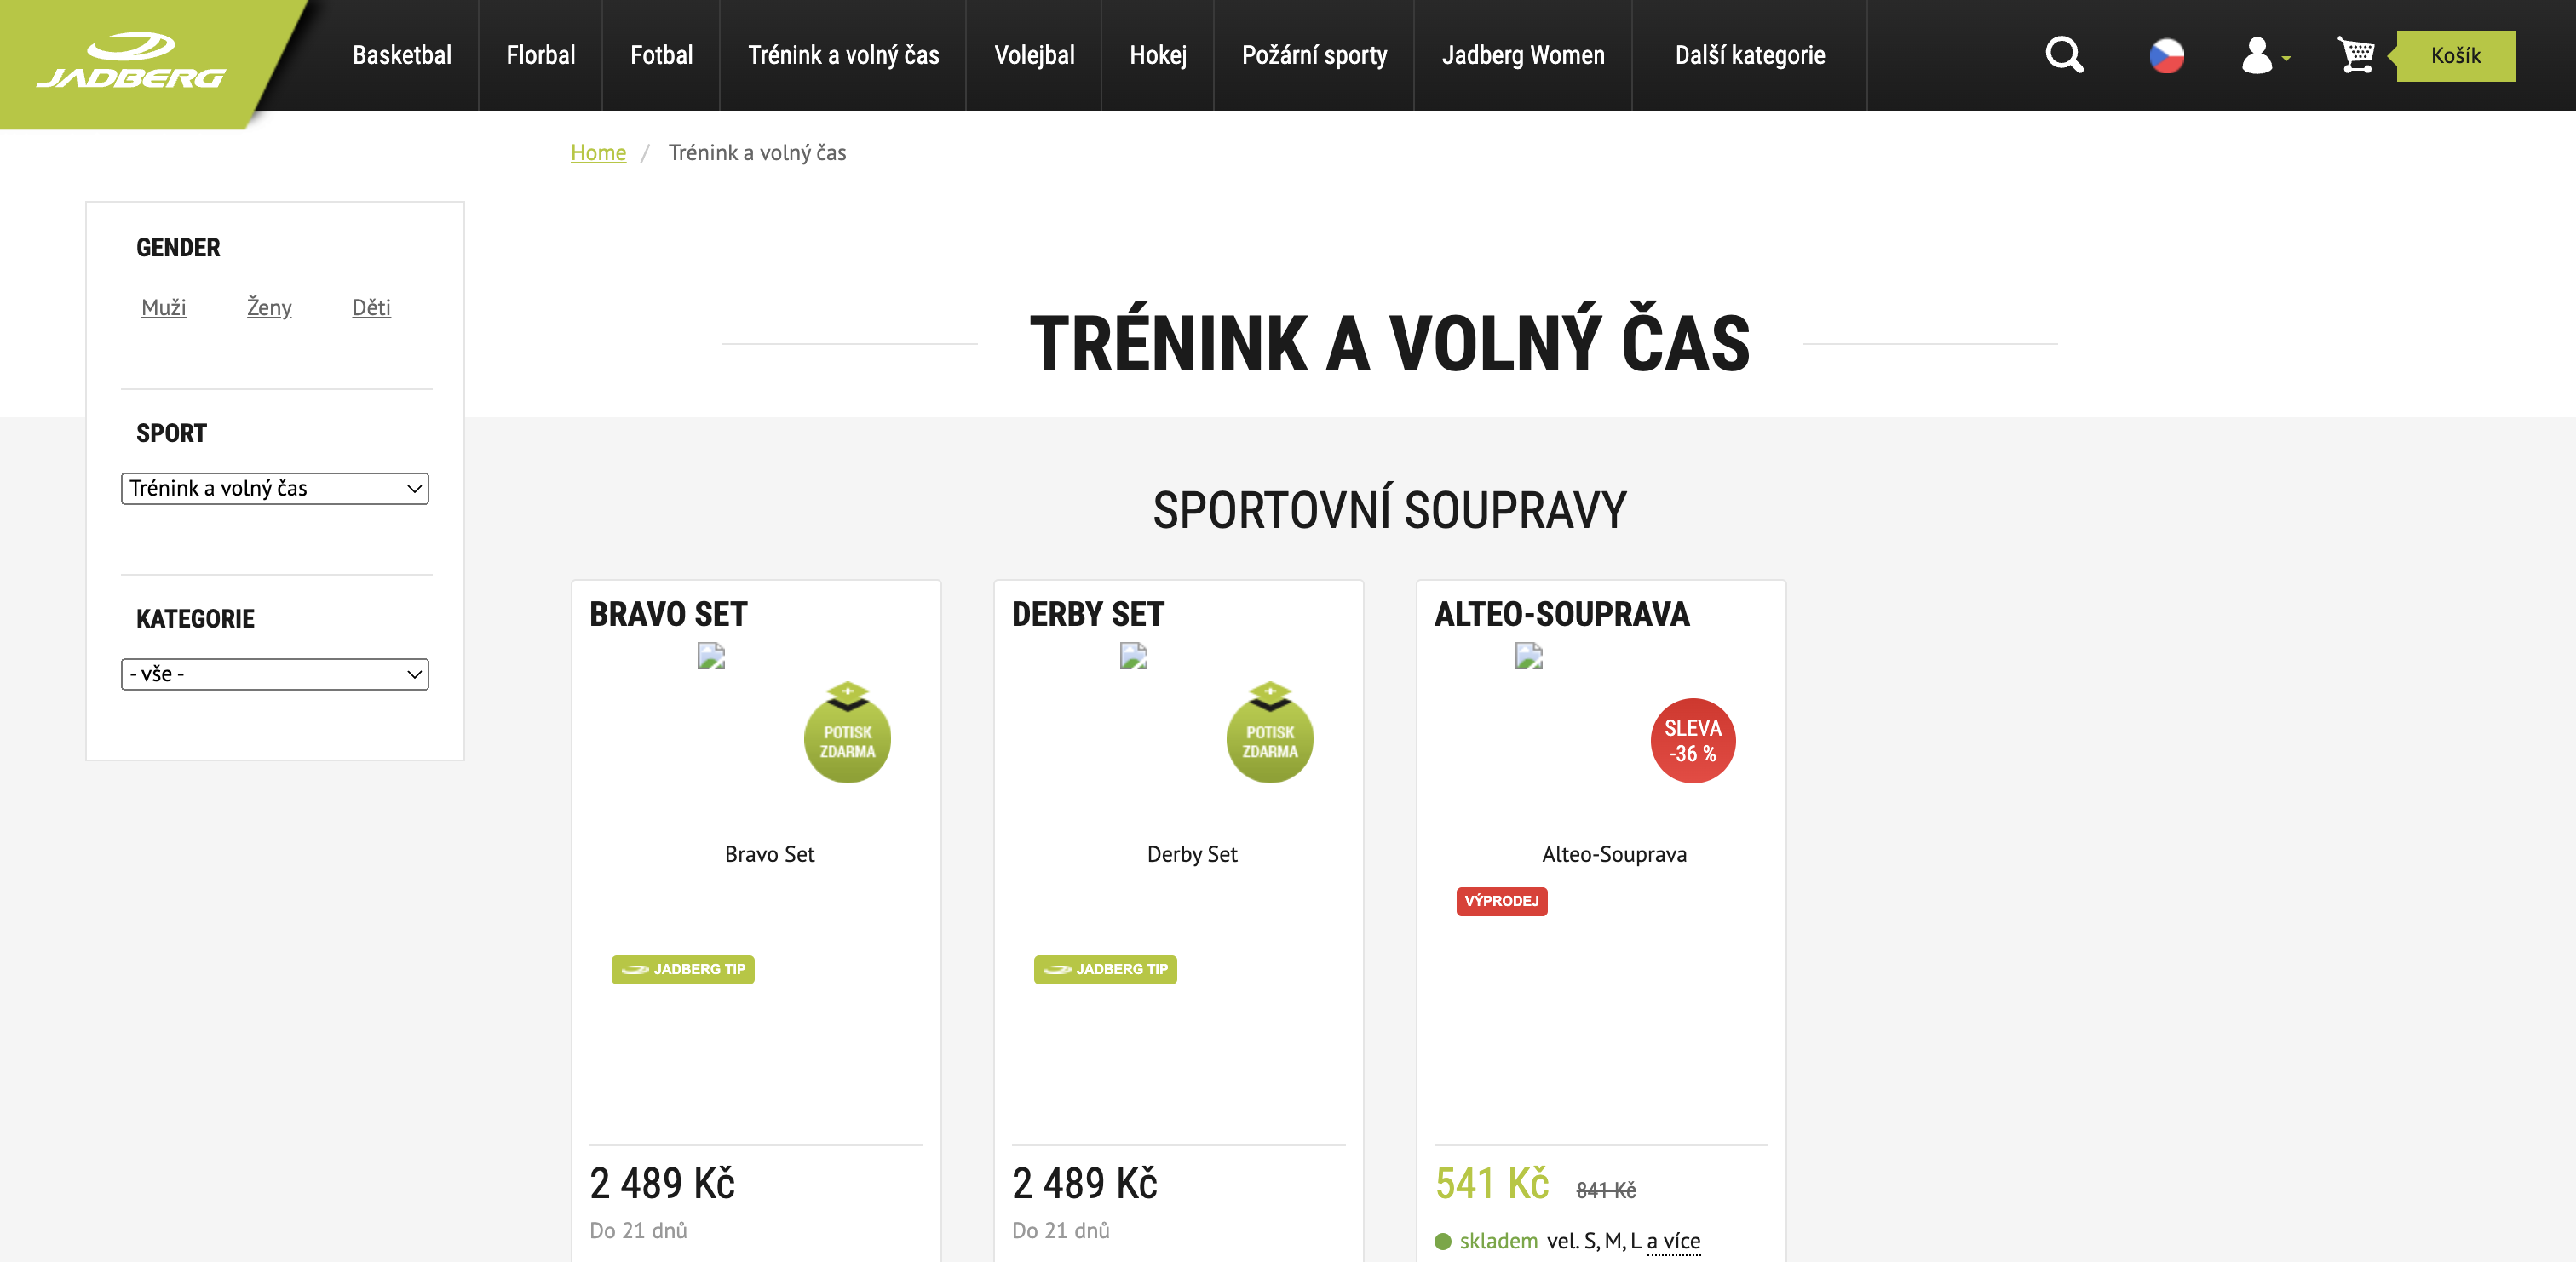 JADBERG
Basketbal
Florbal
Fotbal
Trénink a volný čas
Volejbal
Hokej
Požární sporty
Jadberg Women
Další kategorie
Košík
Home / Trénink a volný čas
GENDER
Muži
Ženy
Děti
SPORT
Trénink a volný čas
KATEGORIE
- vše -
TRÉNINK A VOLNÝ ČAS
SPORTOVNÍ SOUPRAVY
BRAVO SET
POTISK
ZDARMA
Bravo Set
JADBERG TIP
2 489 Kč
Do 21 dnů
DERBY SET
POTISK
ZDARMA
Derby Set
JADBERG TIP
2 489 Kč
Do 21 dnů
ALTEO-SOUPRAVA
SLEVA
-36 %
Alteo-Souprava
VÝPRODEJ
541 Kč 841 Kč
skladem vel. S, M, L a více